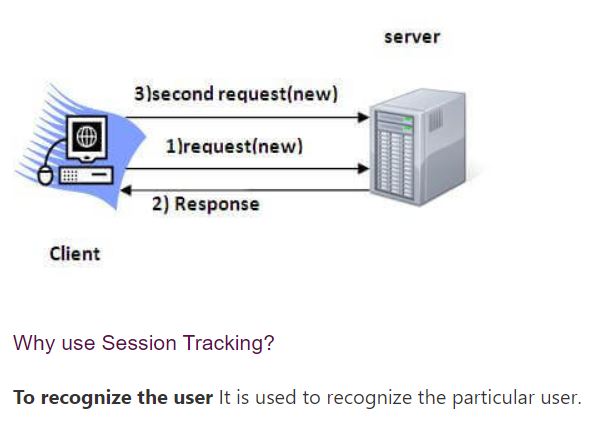 server
3)second request(new)
1)request(new)
2) Response
Client
Why use Session Tracking?
To recognize the user It is used to recognize the particular user.